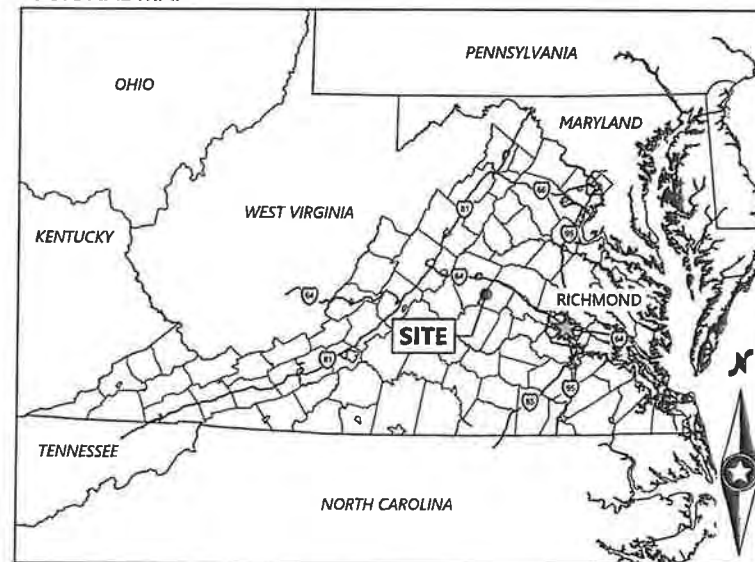 PENNSYLVANIA
OHIO
MARYLAND
66
81
WEST VIRGINIA
KENTUCKY
95
64
64
RICHMOND
SITE
64
81
85
95
N
TENNESSEE
NORTH CAROLINA